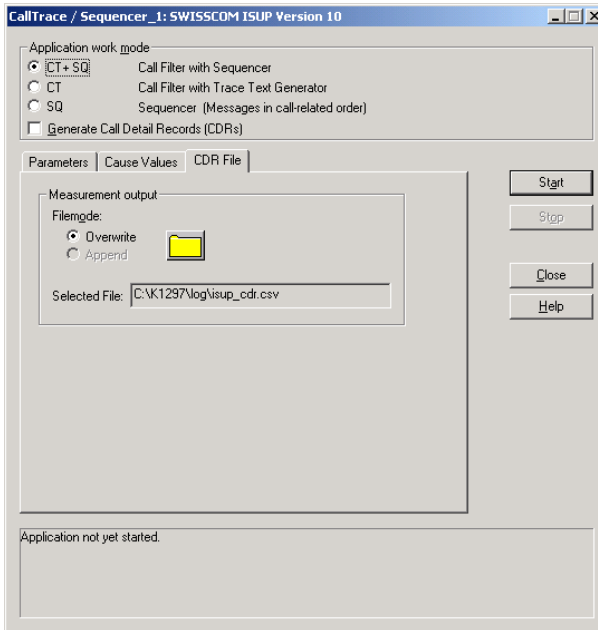 CallTrace / Sequencer_1: SWISSCOM ISUP Version 10
Application work mode
CT + SQ Call Filter with Sequencer
CT Call Filter with Trace Text Generator
SQ Sequencer (Messages in call-related order)
Generate Call Detail Records (CDRs)
Parameters Cause Values CDR File
Start
Measurement output
Filemode:
Stop
Overwrite
Append
Close
Selected File: C:\K1297\log\isup_cdr.csv
Help
Application not yet started.